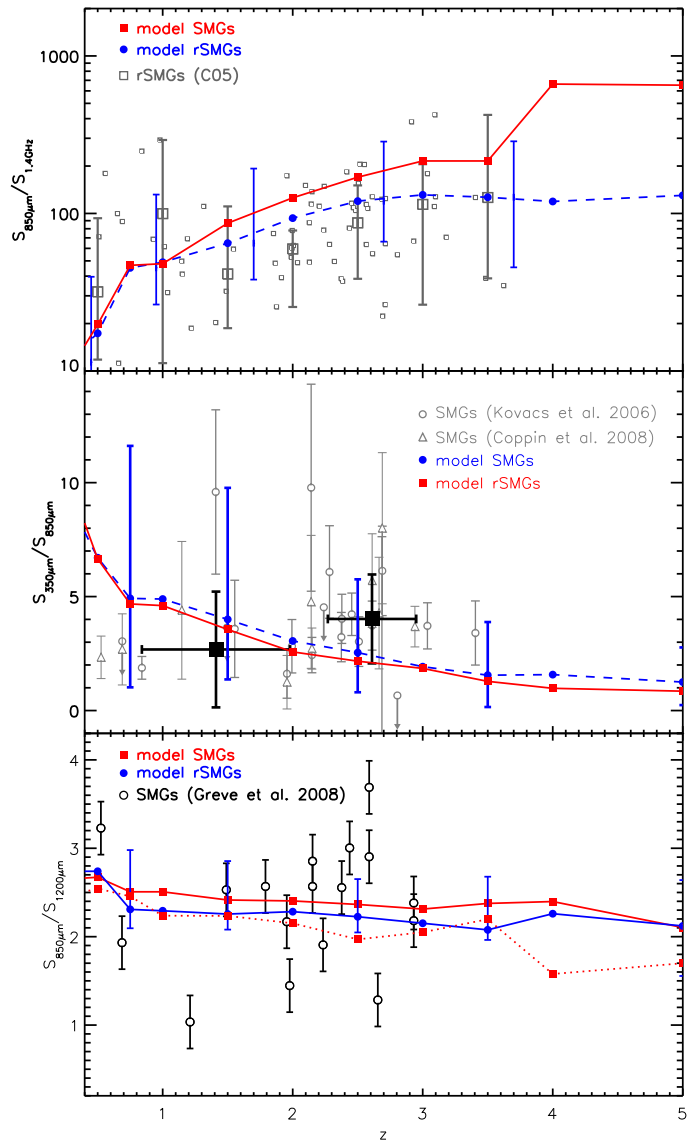 1000
100
10
S850μm/S1.4GHz
model SMGs
model rSMGs
rSMGs (C05)
10
5
0
S350μm/S850μm
SMGs (Kovacs et al. 2006)
SMGs (Coppin et al. 2008)
model SMGs
model rSMGs
4
3
2
1
S850μm/S1200μm
model SMGs
model rSMGs
SMGs (Greve et al. 2008)
1 2 3 4 5
z